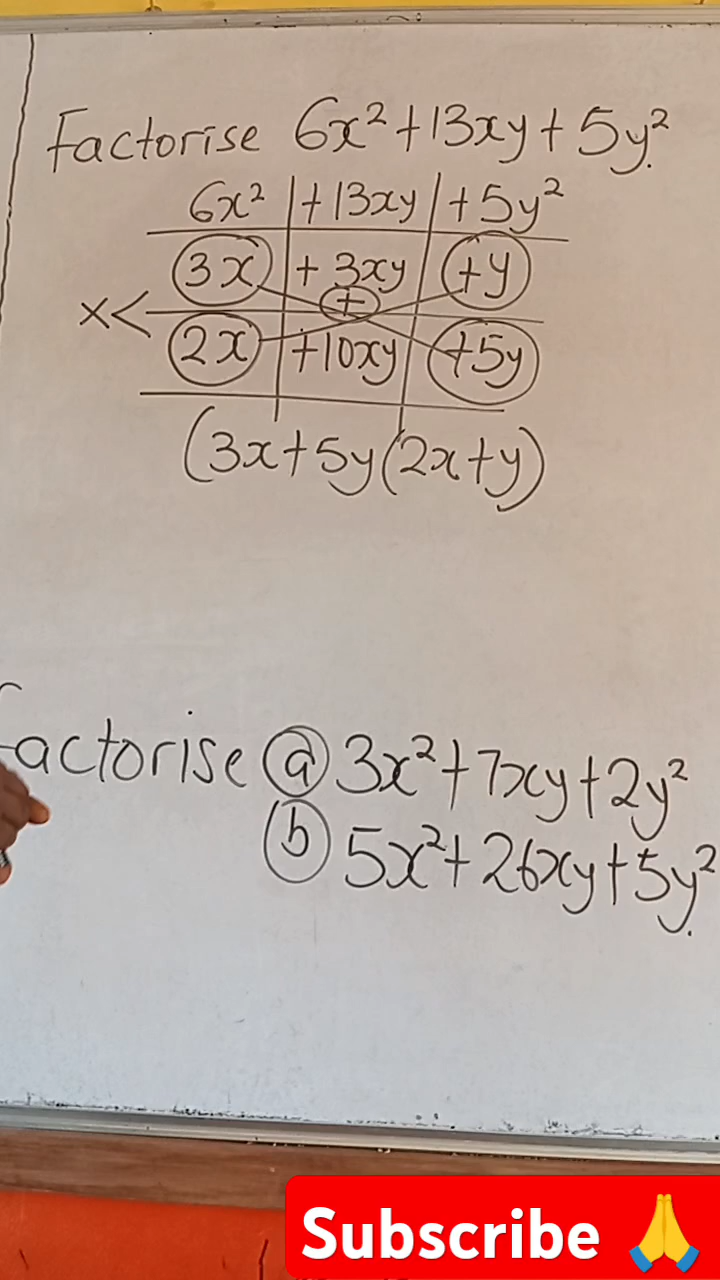 Factorise 6x²+13xy+5y².
6x² +13xy +5y²
3x +3xy +y
x< +
2x +10xy +5y
(3x+5y(2x+y)
Factorise (a) 3x²+7xy+2y²
(b) 5x²+26xy+5y².
Subscribe 🙏